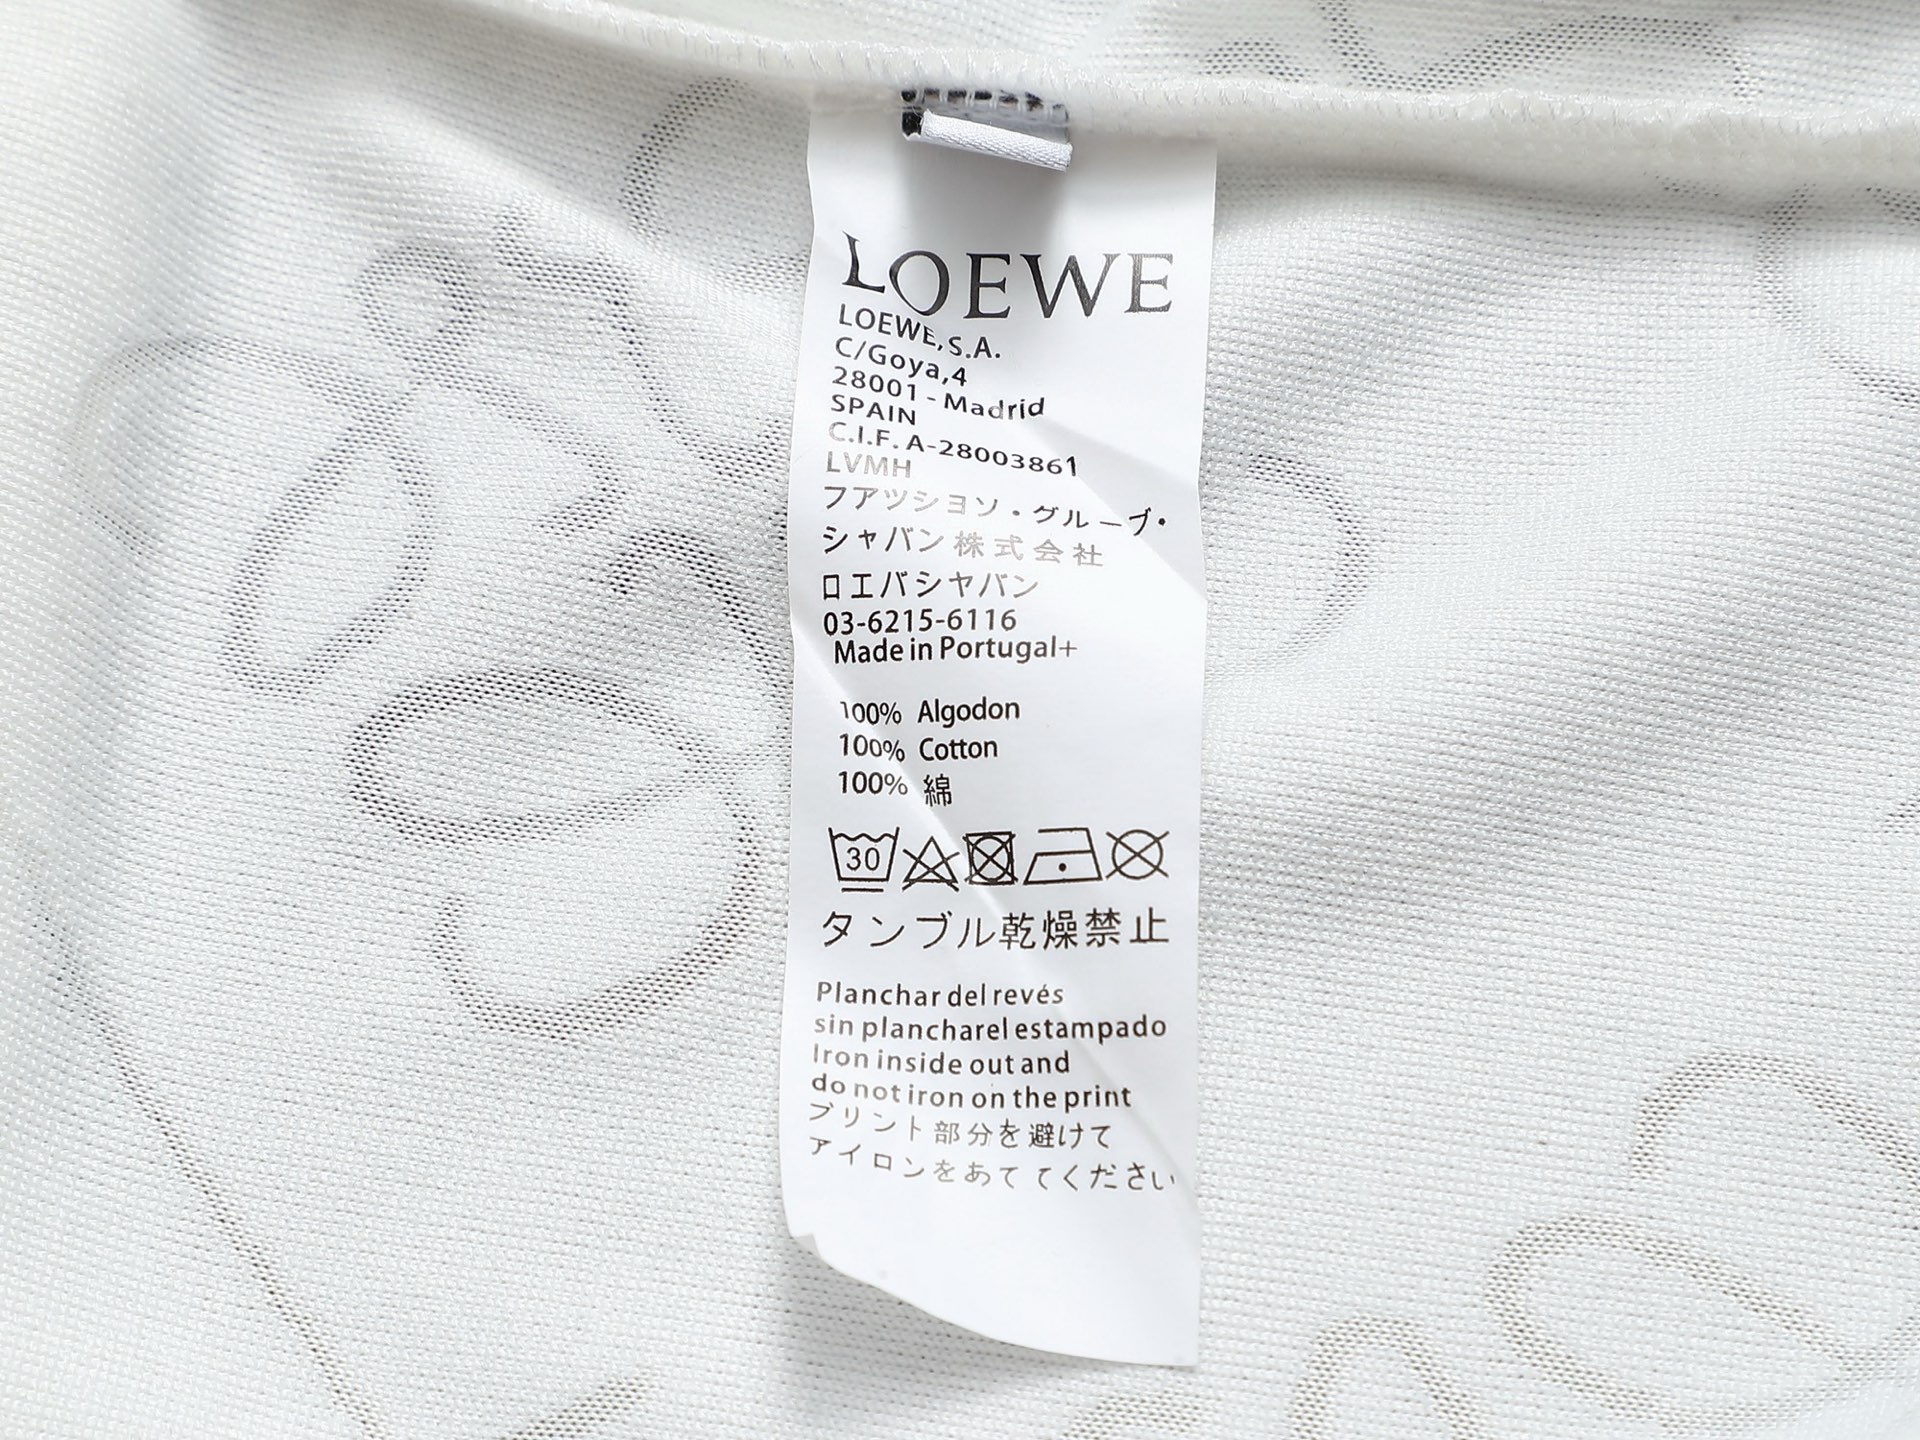 LOEWE
LOEWE,S.A.
C/Goya,4
28001 - Madrid
SPAIN
C.I.F. A-28003861
LVMH
フアツシヨソ・グルーブ・
シャバン株式会社
ロエバシヤバン
03-6215-6116
Made in Portugal+
100% Algodon
100% Cotton
100% 綿
30
タンブル乾燥禁止
Planchar del revés
sin plancharel estampado
Iron inside out and
do not iron on the print
プリント部分を避けて
アイロンをあててください